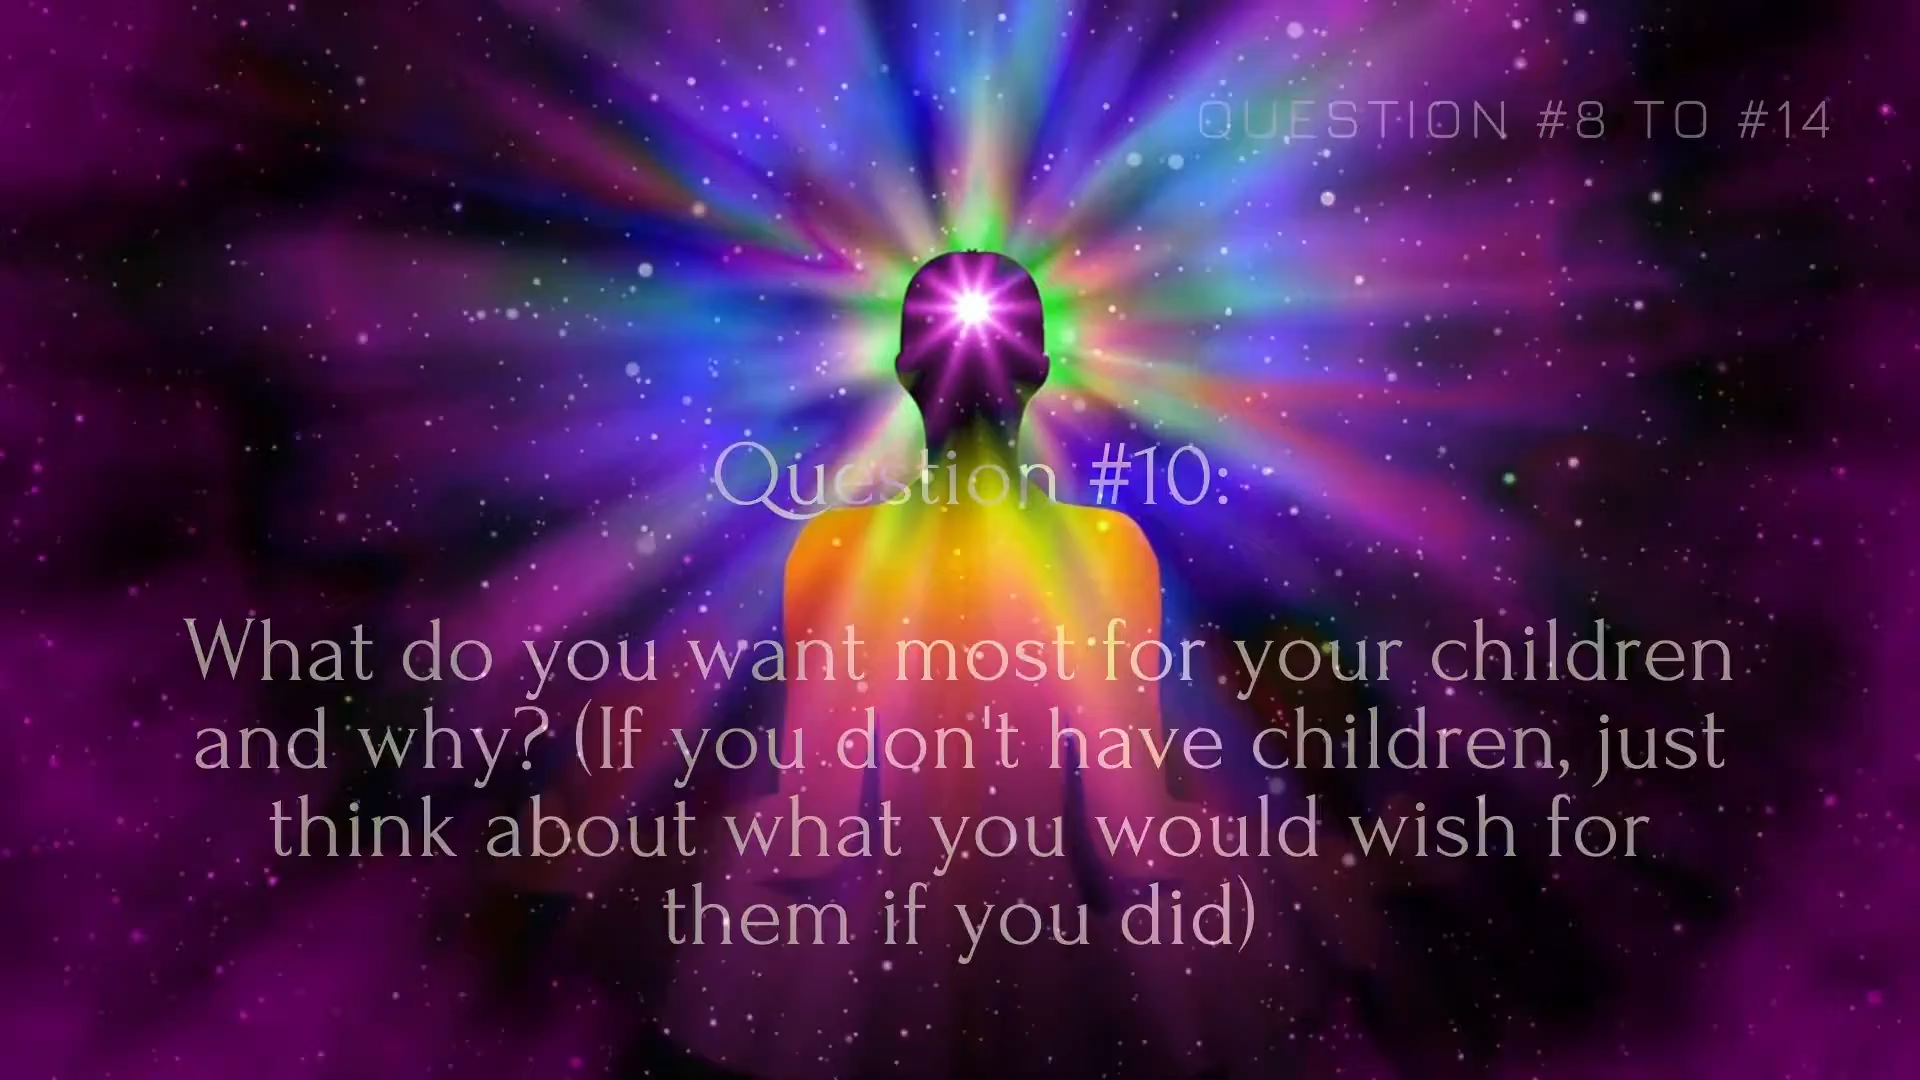 QUESTION #8 TO #14
Question #10:
What do you want most for your children
and why? (If you don't have children, just
think about what you would wish for
them if you did)